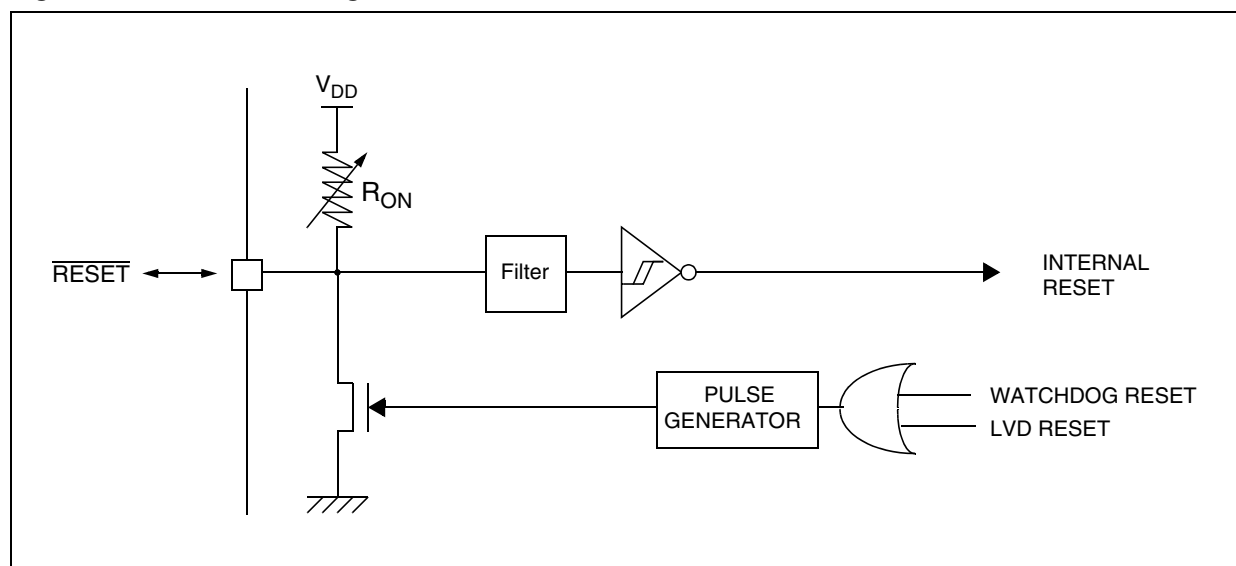 VDD
RON
RESET
Filter
INTERNAL
RESET
PULSE
GENERATOR
WATCHDOG RESET
LVD RESET